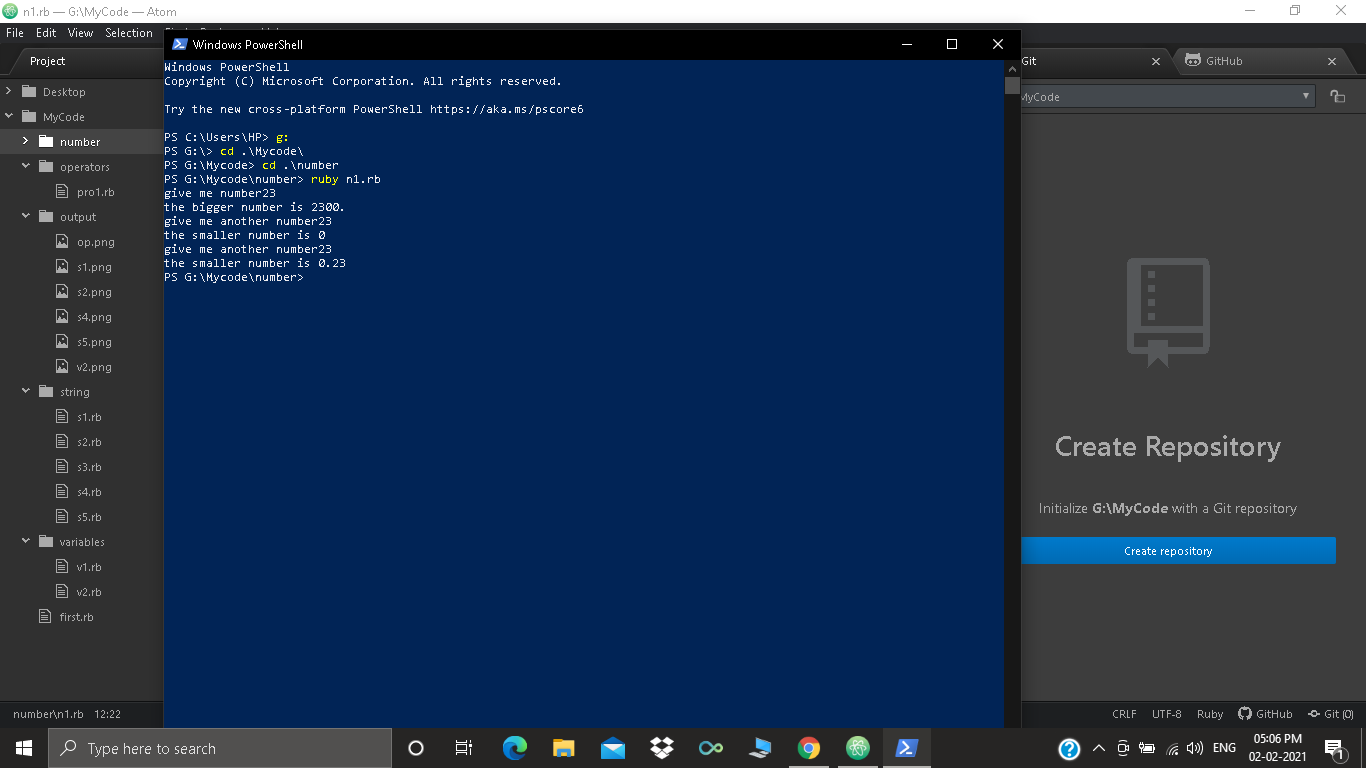 n1.rb — G:\MyCode — Atom
File Edit View Selection
Project
Desktop
MyCode
number
operators
pro1.rb
output
op.png
s1.png
s2.png
s4.png
s5.png
v2.png
string
s1.rb
s2.rb
s3.rb
s4.rb
s5.rb
variables
v1.rb
v2.rb
first.rb
Windows PowerShell
Windows PowerShell
Copyright (C) Microsoft Corporation. All rights reserved.
Try the new cross-platform PowerShell https://aka.ms/pscore6
PS C:\Users\HP> g:
PS G:\> cd .\Mycode\
PS G:\Mycode> cd .\number
PS G:\Mycode\number> ruby n1.rb
give me number23
the bigger number is 2300.
give me another number23
the smaller number is 0
give me another number23
the smaller number is 0.23
PS G:\Mycode\number>
Git GitHub
MyCode
Create Repository
Initialize G:\MyCode with a Git repository
Create repository
number\n1.rb 12:22
CRLF UTF-8 Ruby GitHub Git (0)
Type here to search
ENG
05:06 PM
02-02-2021
1